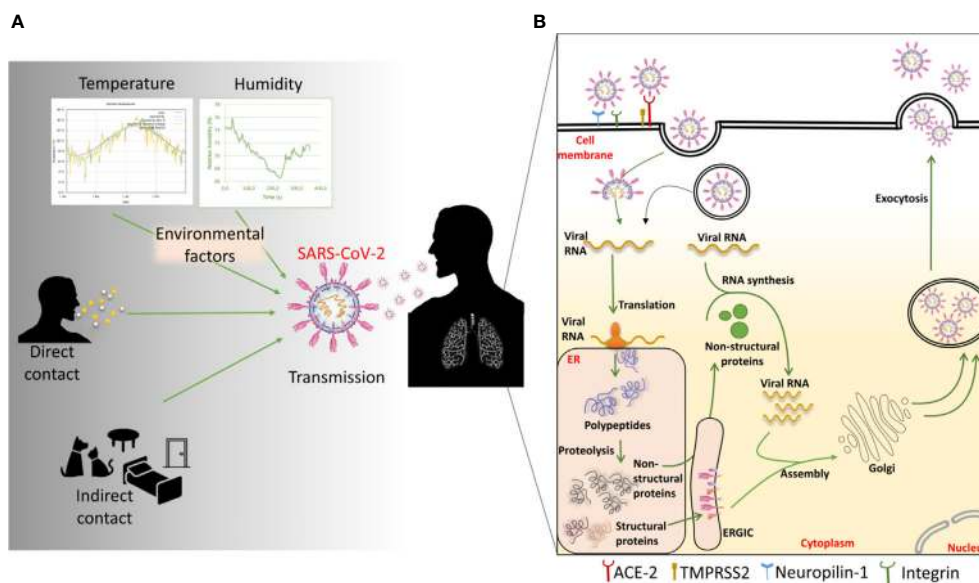 A
Temperature
Humidity
Environmental
factors
SARS-CoV-2
Direct
contact
Transmission
Indirect
contact
B
Cell
membrane
Exocytosis
Viral
RNA
Viral RNA
RNA synthesis
Translation
Viral
RNA
Non-structural
proteins
ER
Viral RNA
Polypeptides
Proteolysis
Non-
structural
proteins
Assembly
Golgi
Structural
proteins
ERGIC
Cytoplasm
Nucleu
ACE-2
TMPRSS2
Neuropilin-1
Integrin